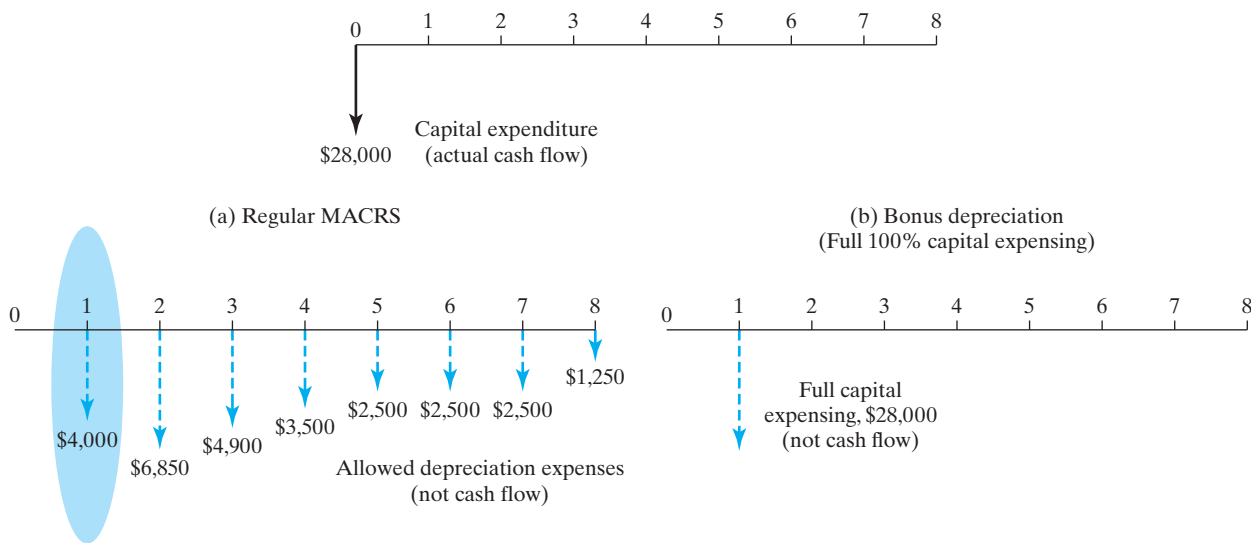 0 1 2 3 4 5 6 7 8
Capital expenditure
(actual cash flow)
$28,000
(a) Regular MACRS
0 1 2 3 4 5 6 7 8
$4,000
$6,850
$4,900
$3,500
$2,500 $2,500 $2,500
$1,250
Allowed depreciation expenses
(not cash flow)
(b) Bonus depreciation
(Full 100% capital expensing)
0 1 2 3 4 5 6 7 8
Full capital
expensing, $28,000
(not cash flow)